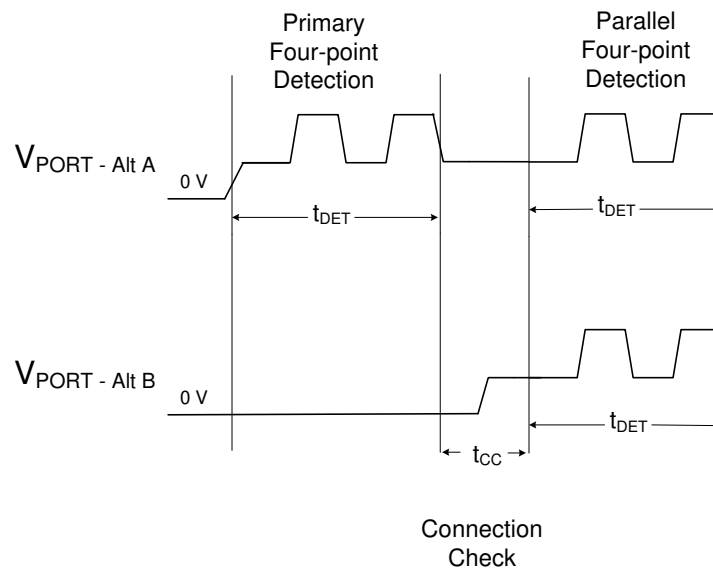 Primary
Four-point
Detection
Parallel
Four-point
Detection
VPORT - Alt A
0 V
tDET
tDET
VPORT - Alt B
0 V
tDET
tCC
Connection
Check